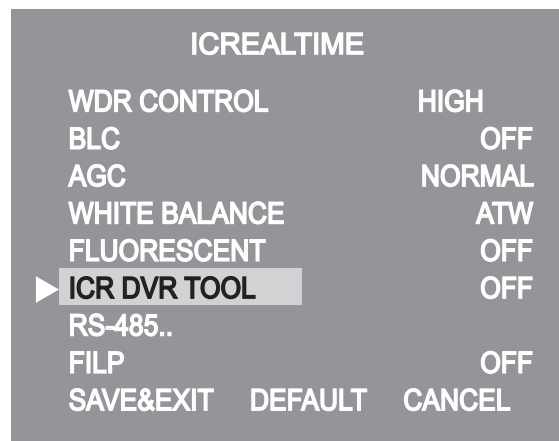 ICREALTIME
WDR CONTROL HIGH
BLC OFF
AGC NORMAL
WHITE BALANCE ATW
FLUORESCENT OFF
ICR DVR TOOL OFF
RS-485..
FILP OFF
SAVE&EXIT DEFAULT CANCEL